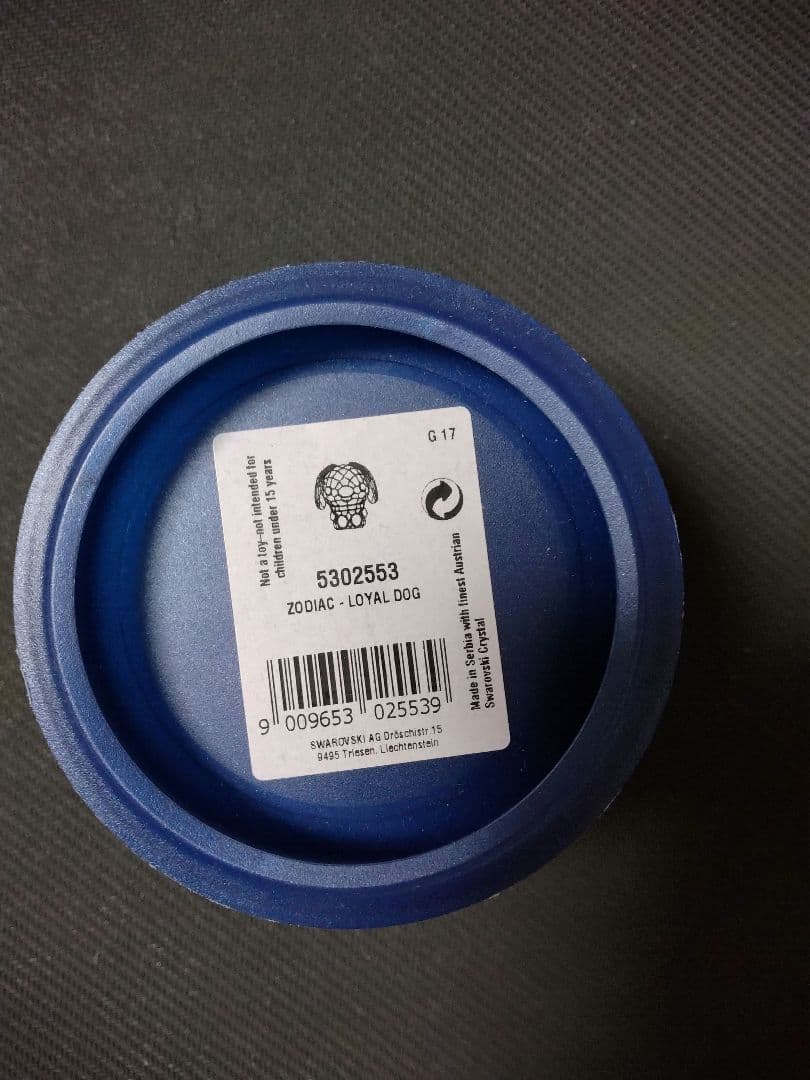 G 17
Not a toy-not intended for
children under 15 years
5302553
ZODIAC - LOYAL DOG
Made in Serbia with finest Austrian
Swarovski Crystal
9 009653 025539
SWAROVSKI AG Dröschistr.15
9495 Triesen, Liechtenstein